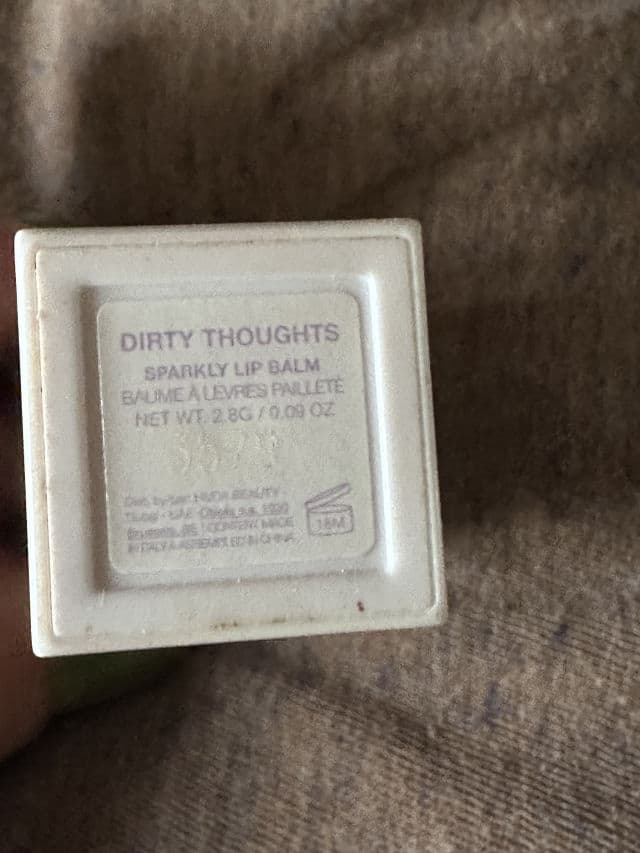 DIRTY THOUGHTS
SPARKLY LIP BALM
BAUME À LÈVRES PAILLETÉ
NET WT. 2.8G / 0.09 OZ
HUDA BEAUTY
CONTENT MADE
IN ITALY & ASSEMBLED IN CHINA
18M